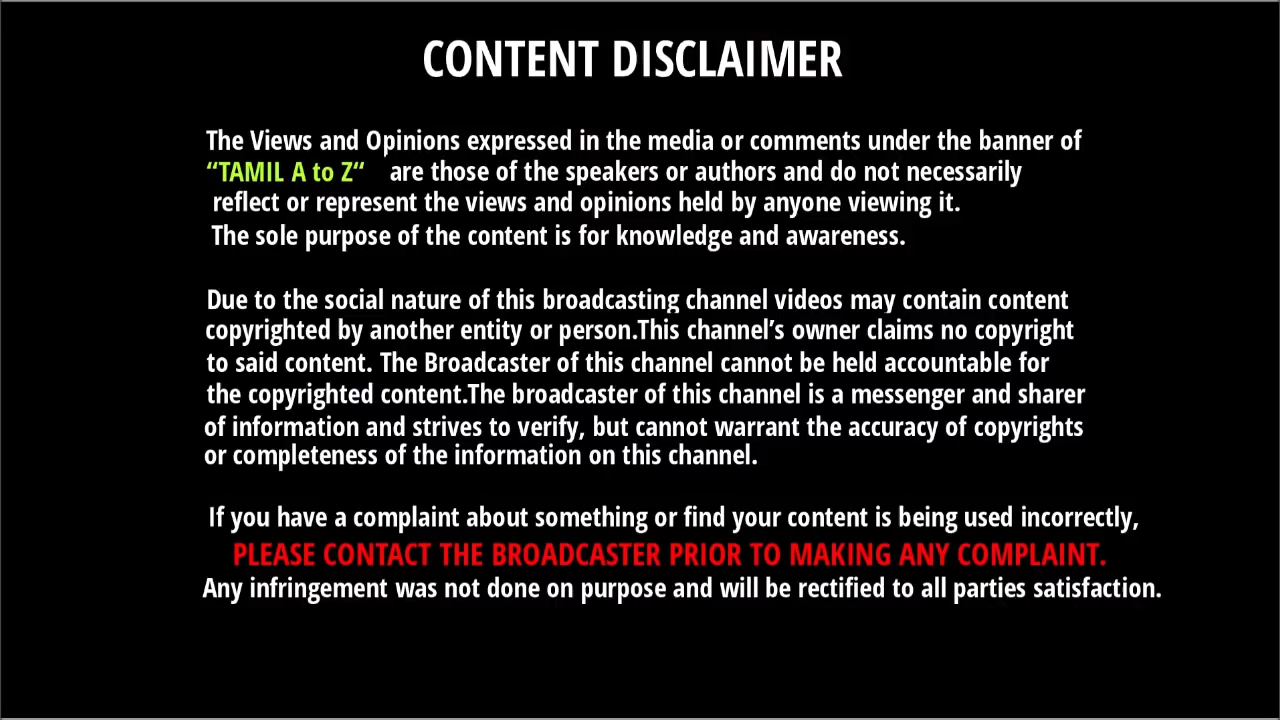 CONTENT DISCLAIMER
The Views and Opinions expressed in the media or comments under the banner of
“TAMIL A to Z“ are those of the speakers or authors and do not necessarily
reflect or represent the views and opinions held by anyone viewing it.
The sole purpose of the content is for knowledge and awareness.
Due to the social nature of this broadcasting channel videos may contain content
copyrighted by another entity or person.This channel’s owner claims no copyright
to said content. The Broadcaster of this channel cannot be held accountable for
the copyrighted content.The broadcaster of this channel is a messenger and sharer
of information and strives to verify, but cannot warrant the accuracy of copyrights
or completeness of the information on this channel.
If you have a complaint about something or find your content is being used incorrectly,
PLEASE CONTACT THE BROADCASTER PRIOR TO MAKING ANY COMPLAINT.
Any infringement was not done on purpose and will be rectified to all parties satisfaction.